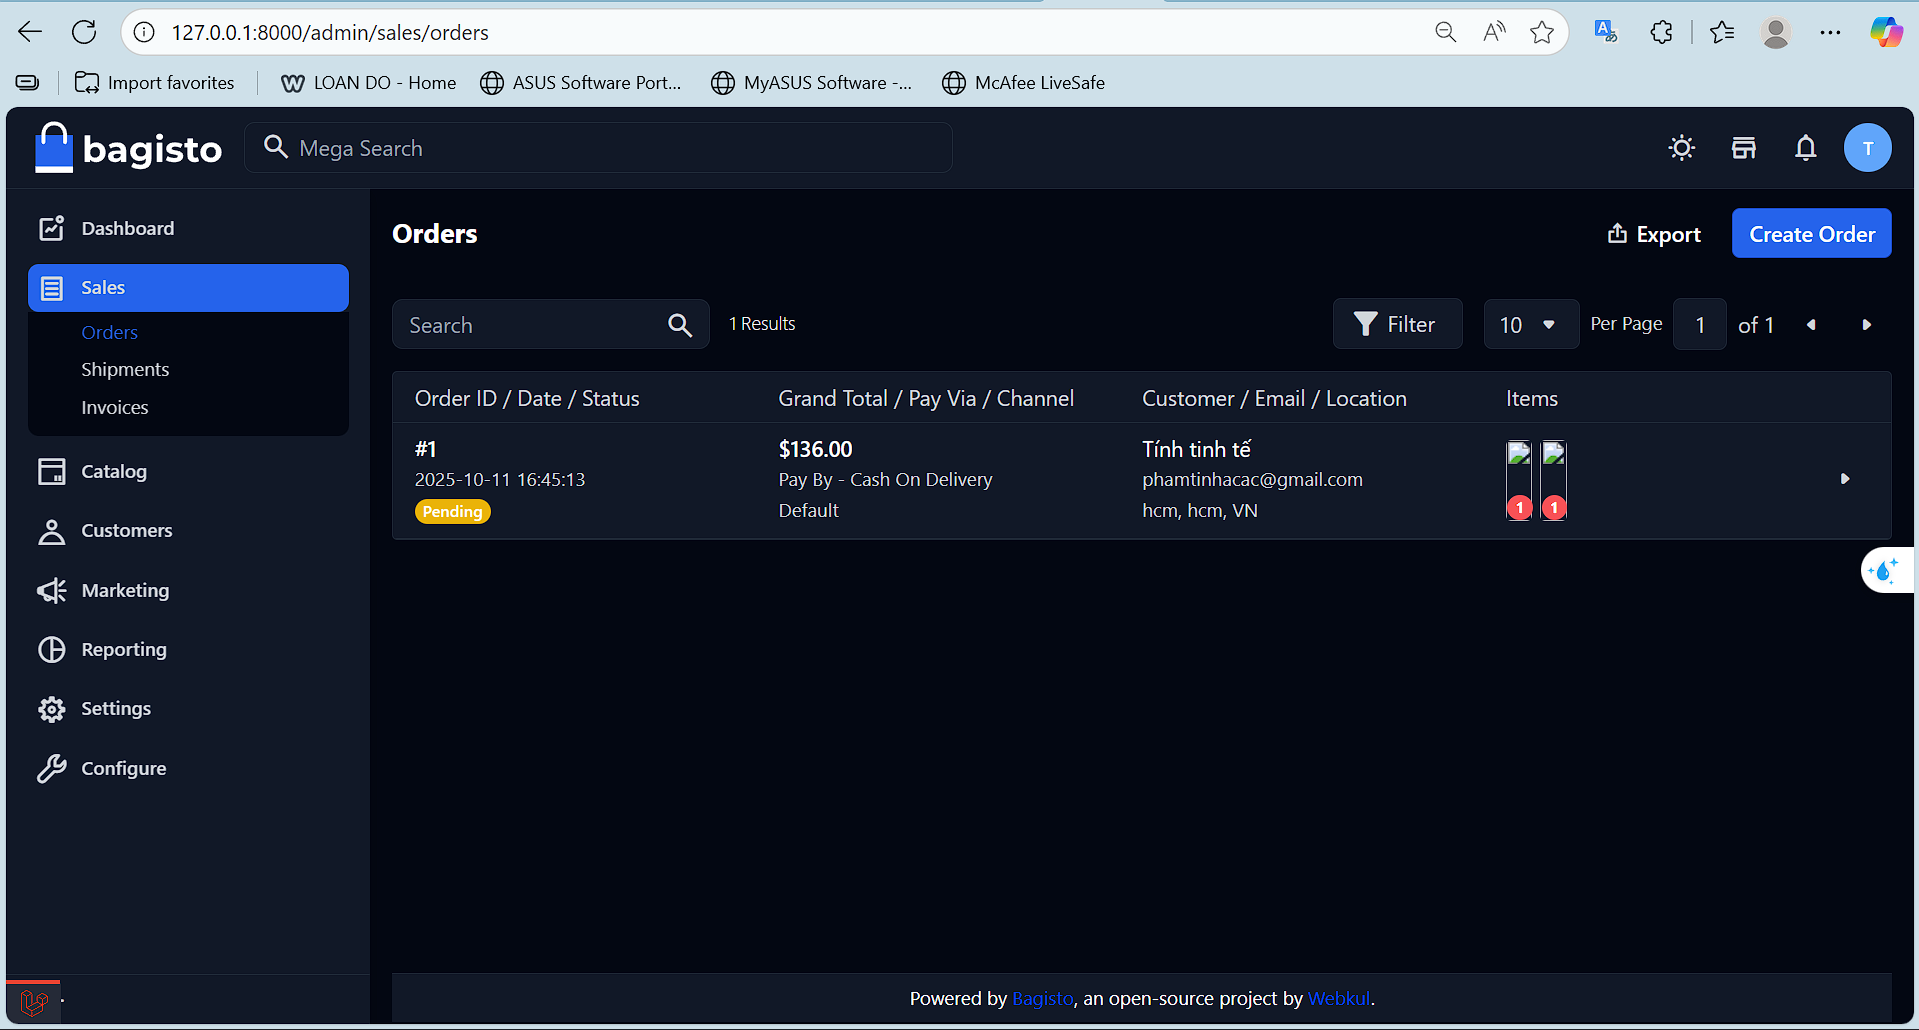 127.0.0.1:8000/admin/sales/orders
Import favorites
LOAN DO - Home
ASUS Software Port...
MyASUS Software -...
McAfee LiveSafe
bagisto
Mega Search
T
Dashboard
Sales
Orders
Shipments
Invoices
Catalog
Customers
Marketing
Reporting
Settings
Configure
Orders
Export
Create Order
Search
1 Results
Filter
10
Per Page
1
of 1
Order ID / Date / Status
Grand Total / Pay Via / Channel
Customer / Email / Location
Items
#1
$136.00
Tính tinh tế
2025-10-11 16:45:13
Pay By - Cash On Delivery
phamtinhacac@gmail.com
Pending
Default
hcm, hcm, VN
1
1
Powered by Bagisto, an open-source project by Webkul.